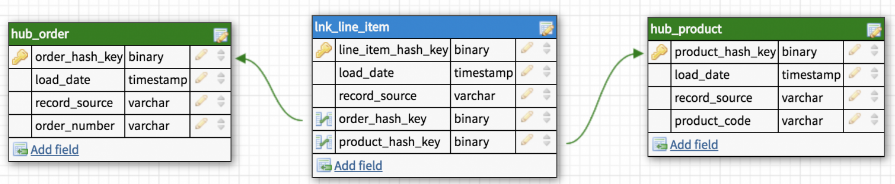 hub_order
order_hash_key binary
load_date timestamp
record_source varchar
order_number varchar
Add field
lnk_line_item
line_item_hash_key binary
load_date timestamp
record_source varchar
order_hash_key binary
product_hash_key binary
Add field
hub_product
product_hash_key binary
load_date timestamp
record_source varchar
product_code varchar
Add field